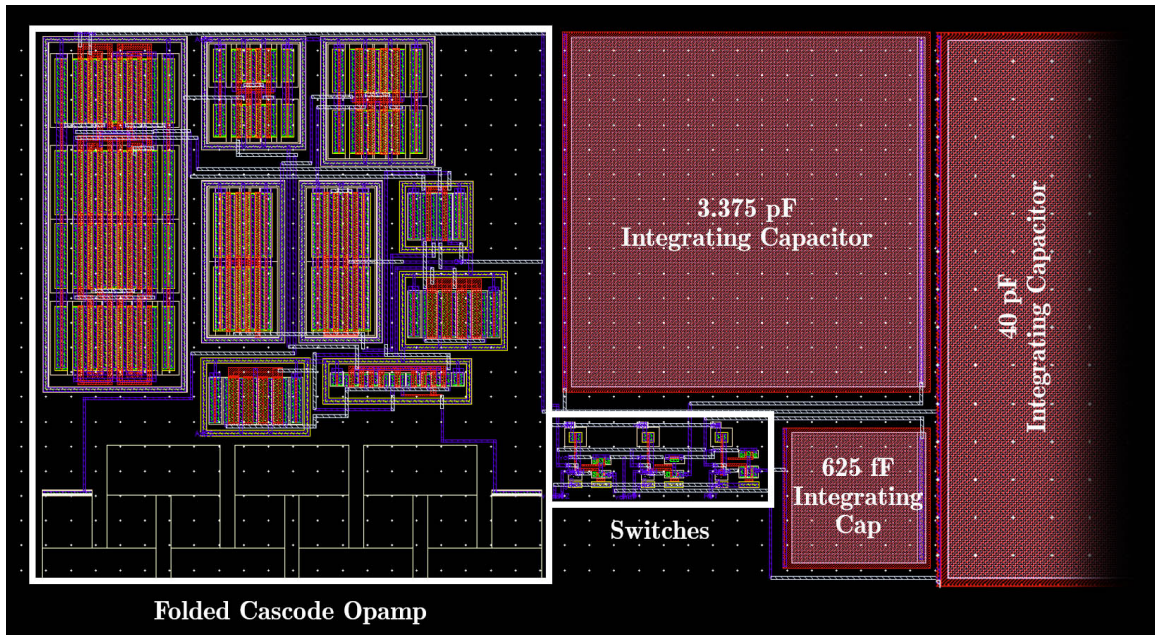 3.375 pF
Integrating Capacitor
40 pF
Integrating Capacitor
625 fF
Integrating
Cap
Switches
Folded Cascode Opamp